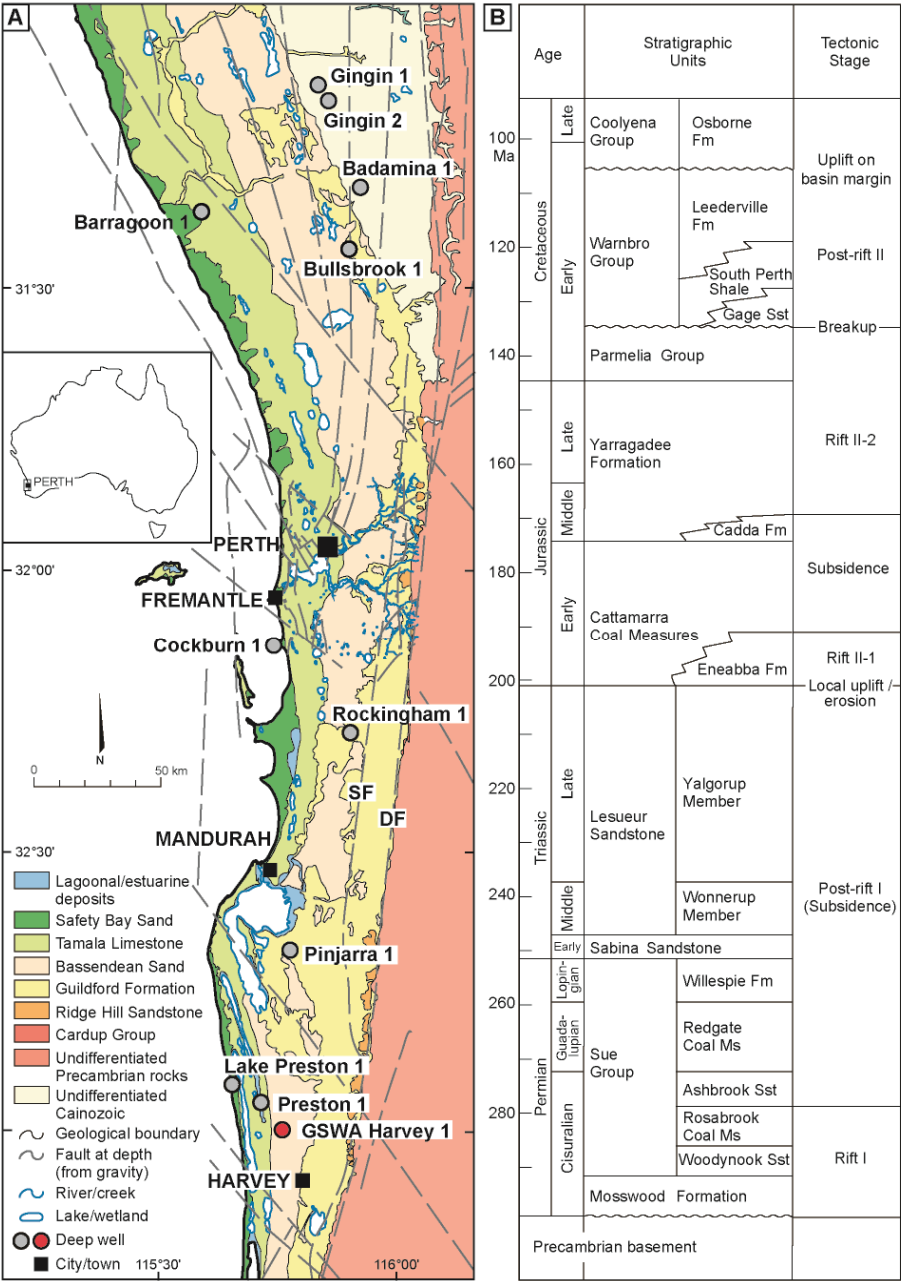 A
Gingin 1
Gingin 2
Badamina 1
Barragoon 1
Bullsbrook 1
31°30'
PERTH
PERTH
32°00'
FREMANTLE
Cockburn 1
Rockingham 1
N
0
50 km
SF
DF
MANDURAH
32°30'
Lagoonal/estuarine
deposits
Safety Bay Sand
Tamala Limestone
Bassendean Sand
Guildford Formation
Ridge Hill Sandstone
Cardup Group
Undifferentiated
Precambrian rocks
Undifferentiated
Cainozoic
Geological boundary
Fault at depth
(from gravity)
River/creek
Lake/wetland
Deep well
City/town
Pinjarra 1
Lake Preston 1
Preston 1
GSWA Harvey 1
HARVEY
115°30'
116°00'
B
Age
Stratigraphic
Units
Tectonic
Stage
100
Ma
120
140
160
180
200
220
240
260
280
Cretaceous
Late
Early
Jurassic
Late
Middle
Early
Triassic
Late
Middle
Early
Permian
Lopin-
gian
Guada-
lupian
Cisuralian
Coolyena
Group
Osborne
Fm
Warnbro
Group
Leederville
Fm
South Perth
Shale
Gage Sst
Parmelia Group
Yarragadee
Formation
Cadda Fm
Cattamarra
Coal Measures
Eneabba Fm
Lesueur
Sandstone
Yalgorup
Member
Wonnerup
Member
Sabina Sandstone
Sue
Group
Willespie Fm
Redgate
Coal Ms
Ashbrook Sst
Rosabrook
Coal Ms
Woodynook Sst
Mosswood Formation
Precambrian basement
Uplift on
basin margin
Post-rift II
Breakup
Rift II-2
Subsidence
Rift II-1
Local uplift /
erosion
Post-rift I
(Subsidence)
Rift I